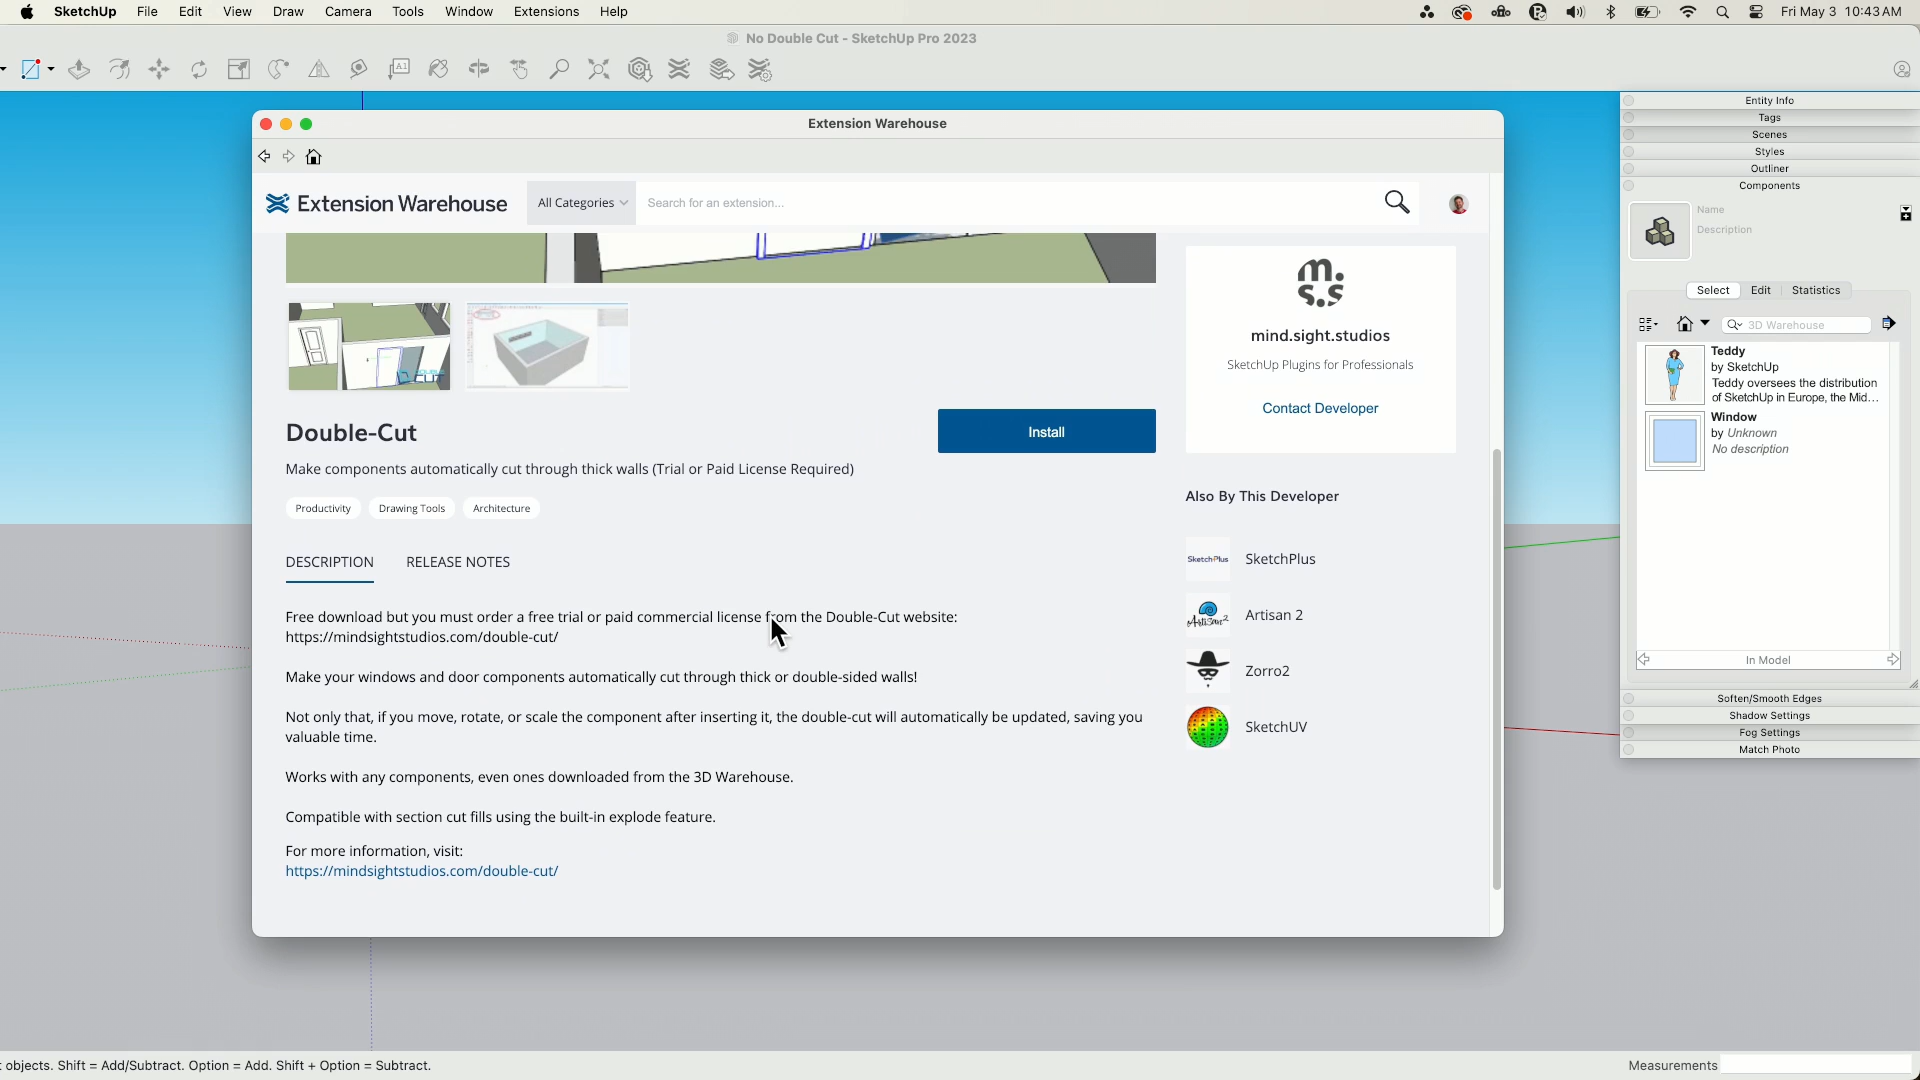 SketchUp File Edit View Draw Camera Tools Window Extensions Help
Fri May 3 10:43 AM
No Double Cut - SketchUp Pro 2023
A1
Extension Warehouse
Extension Warehouse
All Categories
Search for an extension...
DOUBLE CUT
m.
s.s
mind.sight.studios
SketchUp Plugins for Professionals
Contact Developer
Double-Cut
Install
Make components automatically cut through thick walls (Trial or Paid License Required)
Productivity Drawing Tools Architecture
DESCRIPTION RELEASE NOTES
Free download but you must order a free trial or paid commercial license from the Double-Cut website:
https://mindsightstudios.com/double-cut/
Make your windows and door components automatically cut through thick or double-sided walls!
Not only that, if you move, rotate, or scale the component after inserting it, the double-cut will automatically be updated, saving you
valuable time.
Works with any components, even ones downloaded from the 3D Warehouse.
Compatible with section cut fills using the built-in explode feature.
For more information, visit:
https://mindsightstudios.com/double-cut/
Also By This Developer
SketchPlus SketchPlus
Artisan2 Artisan 2
Zorro2
SketchUV
Entity Info
Tags
Scenes
Styles
Outliner
Components
Name
Description
Select Edit Statistics
3D Warehouse
Teddy
by SketchUp
Teddy oversees the distribution
of SketchUp in Europe, the Mid...
Window
by Unknown
No description
In Model
Soften/Smooth Edges
Shadow Settings
Fog Settings
Match Photo
objects. Shift = Add/Subtract. Option = Add. Shift + Option = Subtract.
Measurements